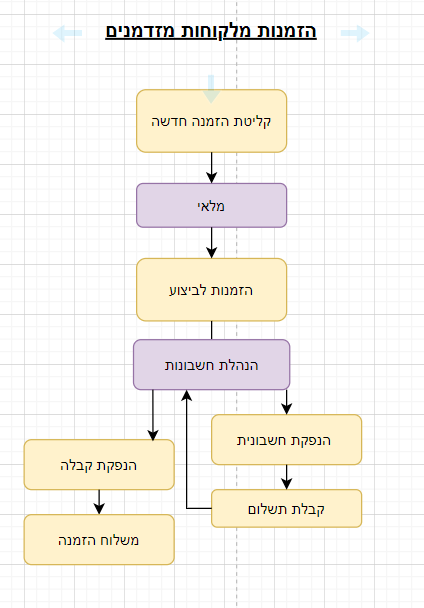 הזמנות מלקוחות מזדמנים
קליטת הזמנה חדשה
מלאי
הזמנות לביצוע
הנהלת חשבונות
הנפקת חשבונית
הנפקת קבלה
קבלת תשלום
משלוח הזמנה